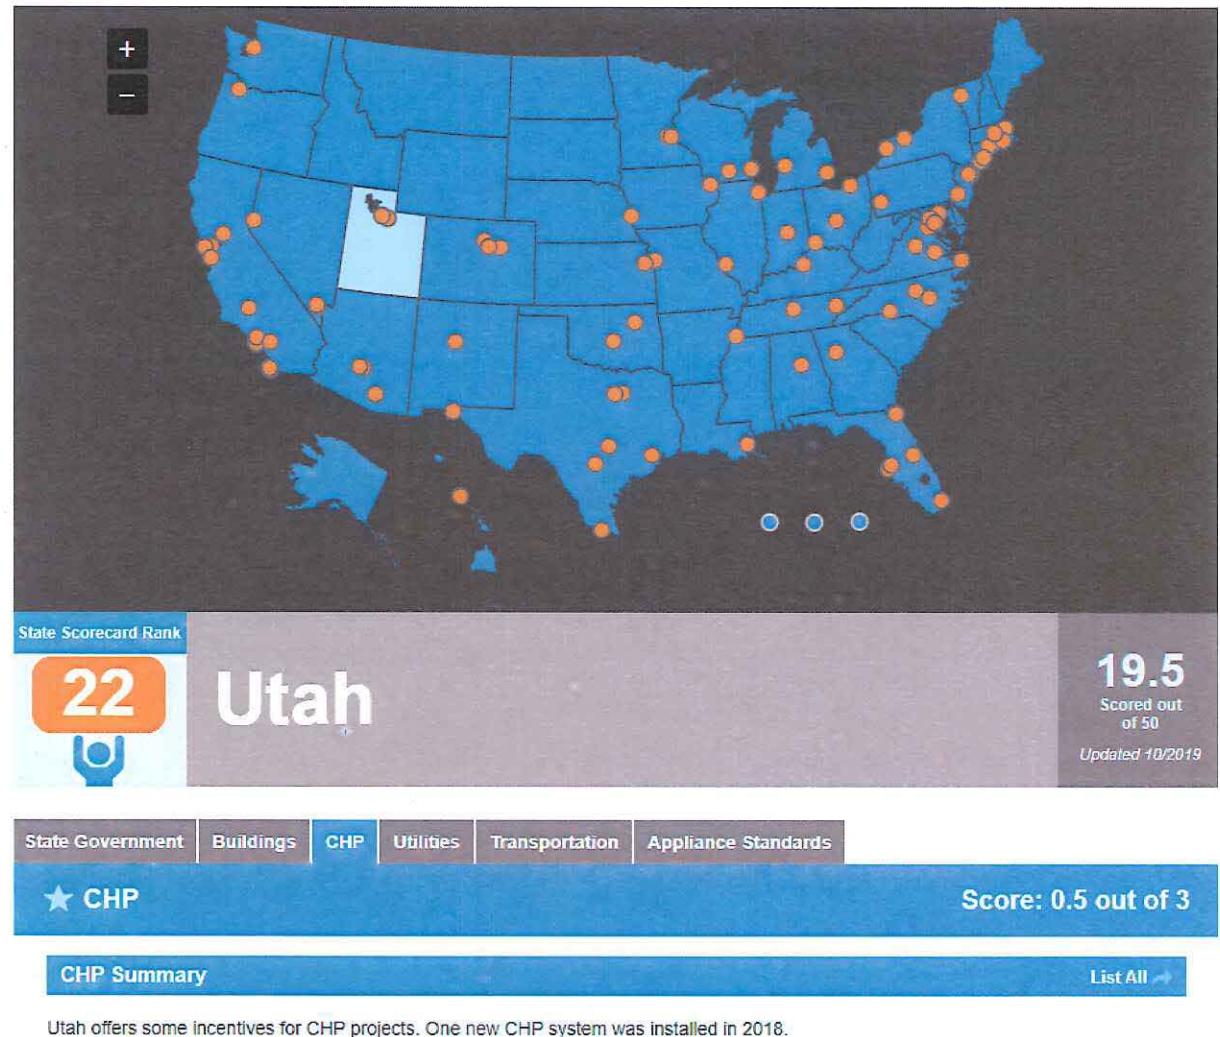 +
−
State Scorecard Rank
22
Utah
19.5
Scored out
of 50
Updated 10/2019
State Government
Buildings
CHP
Utilities
Transportation
Appliance Standards
CHP
Score: 0.5 out of 3
CHP Summary
List All
Utah offers some incentives for CHP projects. One new CHP system was installed in 2018.